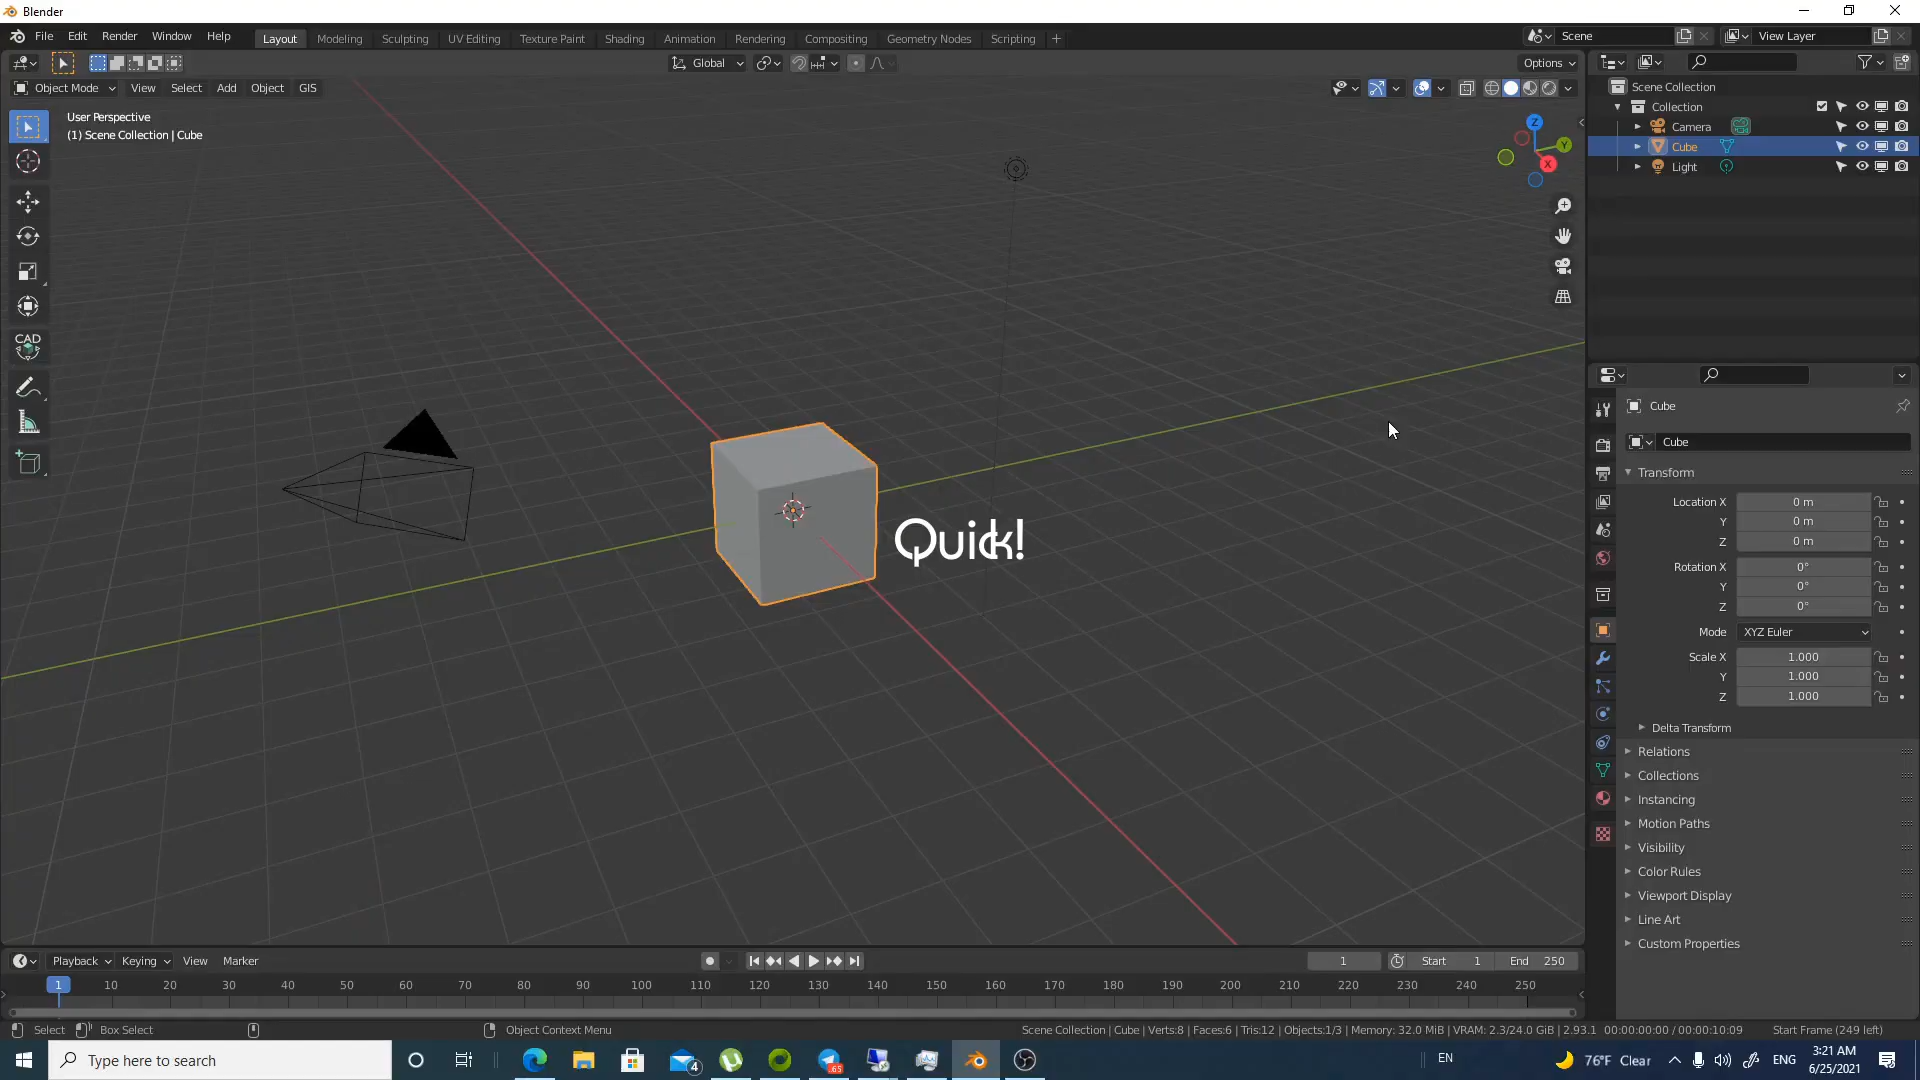 Blender
File Edit Render Window Help
Layout Modeling Sculpting UV Editing Texture Paint Shading Animation Rendering Compositing Geometry Nodes Scripting +
Scene
View Layer
Global
Options
Object Mode View Select Add Object GIS
User Perspective
(1) Scene Collection | Cube
Z
Y
X
CAD
Quick!
Scene Collection
Collection
Camera
Cube
Light
Cube
Cube
Transform
Location X 0 m
Y 0 m
Z 0 m
Rotation X 0°
Y 0°
Z 0°
Mode XYZ Euler
Scale X 1.000
Y 1.000
Z 1.000
Delta Transform
Relations
Collections
Instancing
Motion Paths
Visibility
Color Rules
Viewport Display
Line Art
Custom Properties
Playback Keying View Marker
1 Start 1 End 250
1 10 20 30 40 50 60 70 80 90 100 110 120 130 140 150 160 170 180 190 200 210 220 230 240 250
Select Box Select Object Context Menu
Scene Collection | Cube | Verts:8 | Faces:6 | Tris:12 | Objects:1/3 | Memory: 32.0 MiB | VRAM: 2.3/24.0 GiB | 2.93.1 00:00:00:00 / 00:00:10:09 Start Frame (249 left)
Type here to search
4
.65
EN
76°F Clear
ENG
3:21 AM
6/25/2021